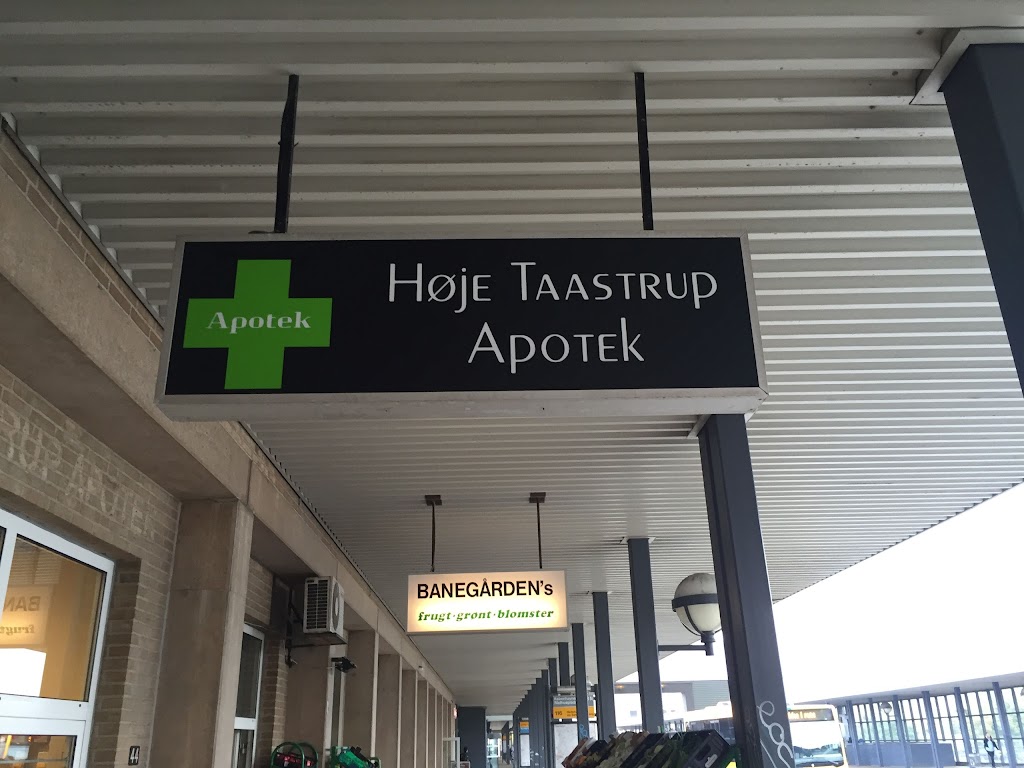 Apotek
HØJE TAASTRUP
APOTEK
BANEGÅRDEN's
frugt·grønt·blomster